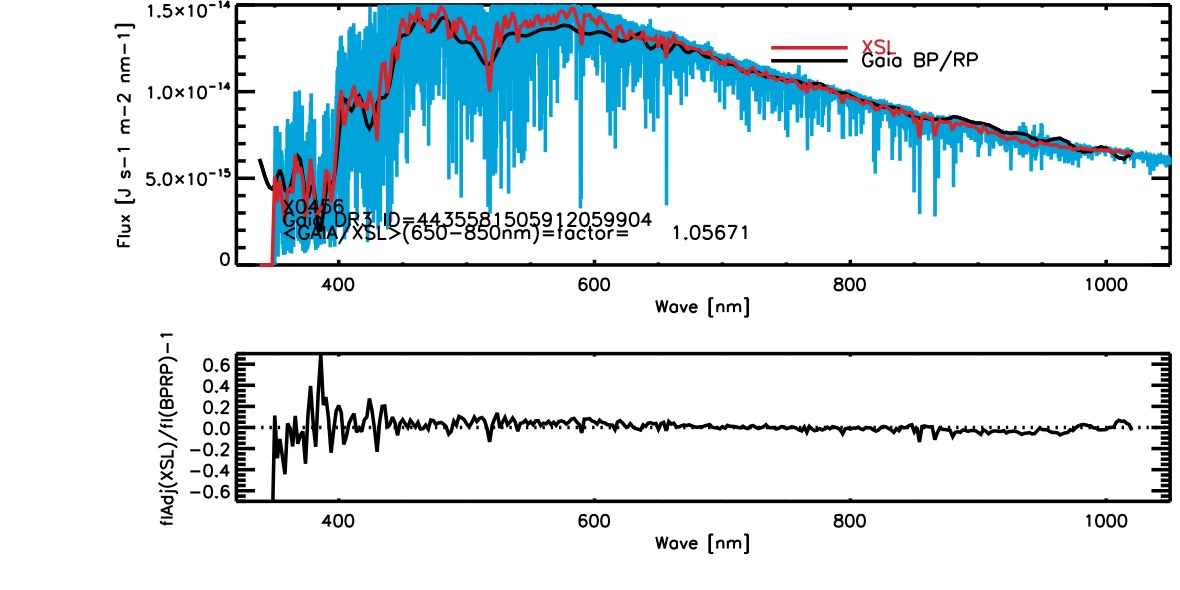 1.5×10−14
1.0×10−14
5.0×10−15
0
Flux [J s−1 m−2 nm−1]
XSL
Gaia BP/RP
X0456
Gaia DR3 ID=4435581505912059904
<GAIA/XSL>(650−850nm)=factor= 1.05671
400 600 800 1000
Wave [nm]
0.6
0.4
0.2
0.0
−0.2
−0.4
−0.6
flAdj(XSL)/fl(BPRP)−1
400 600 800 1000
Wave [nm]